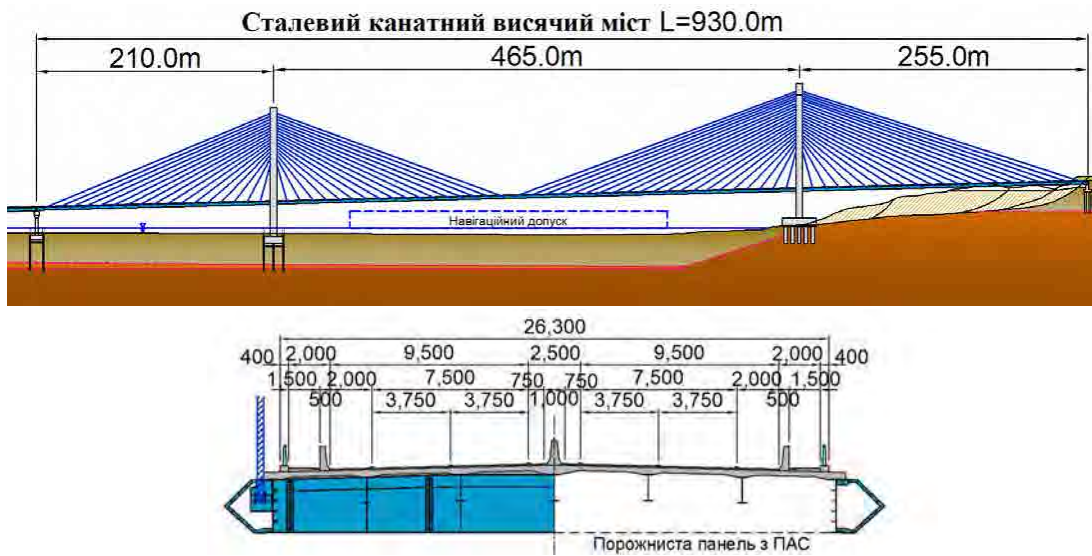 Сталевий канатний висячий міст L=930.0m
210.0m 465.0m 255.0m
Навігаційний допуск
26,300
400 2,000 9,500 2,500 9,500 2,000 400
1,500 2,000 7,500 750 750 7,500 2,000 1,500
500 3,750 3,750 1,000 3,750 3,750 500
Порожниста панель з ПАС